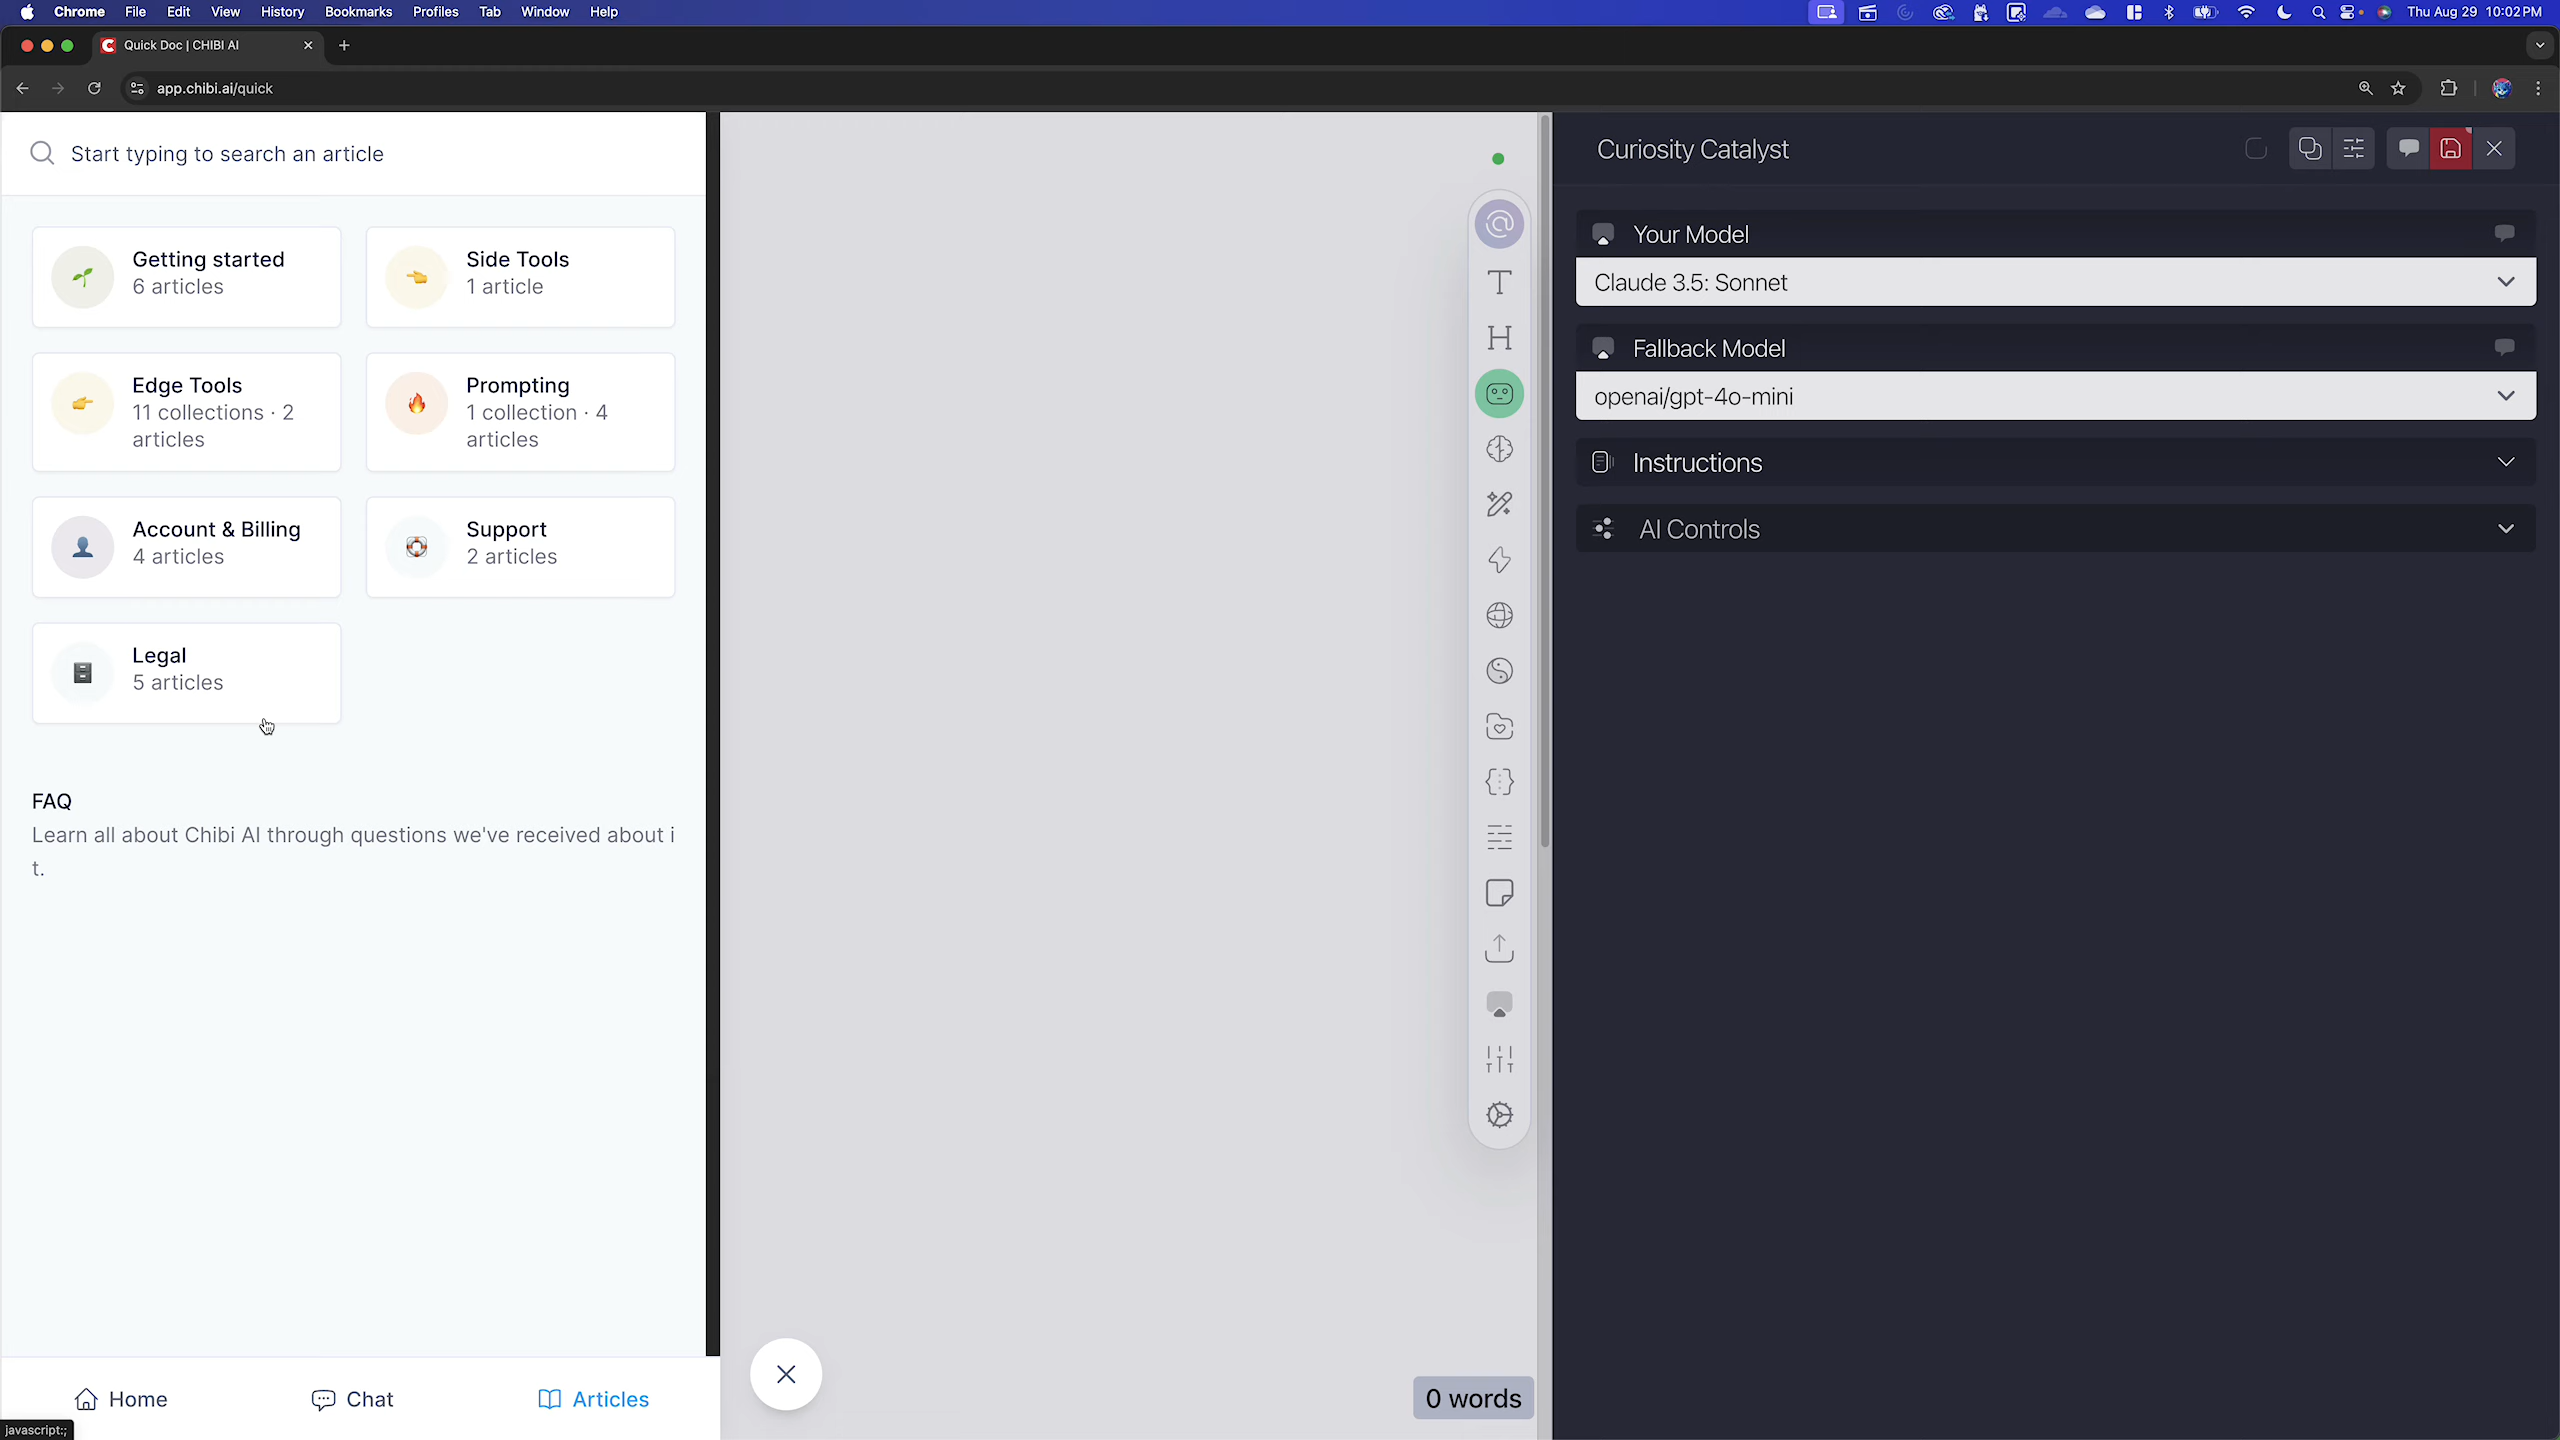 Chrome File Edit View History Bookmarks Profiles Tab Window Help Thu Aug 29 10:02 PM
Quick Doc | CHIBI AI
app.chibi.ai/quick
Start typing to search an article
Getting started
6 articles
Side Tools
1 article
Edge Tools
11 collections · 2
articles
Prompting
1 collection · 4
articles
Account & Billing
4 articles
Support
2 articles
Legal
5 articles
FAQ
Learn all about Chibi AI through questions we've received about i
t.
Home
Chat
Articles
javascript:;
T
H
0 words
Curiosity Catalyst
Your Model
Claude 3.5: Sonnet
Fallback Model
openai/gpt-4o-mini
Instructions
AI Controls